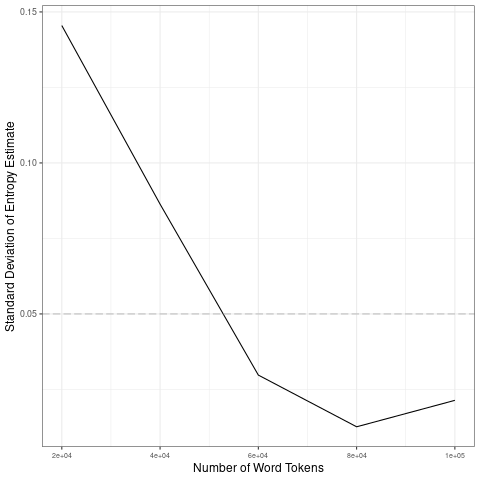 Standard Deviation of Entropy Estimate
0.15
0.10
0.05
2e+04 4e+04 6e+04 8e+04 1e+05
Number of Word Tokens